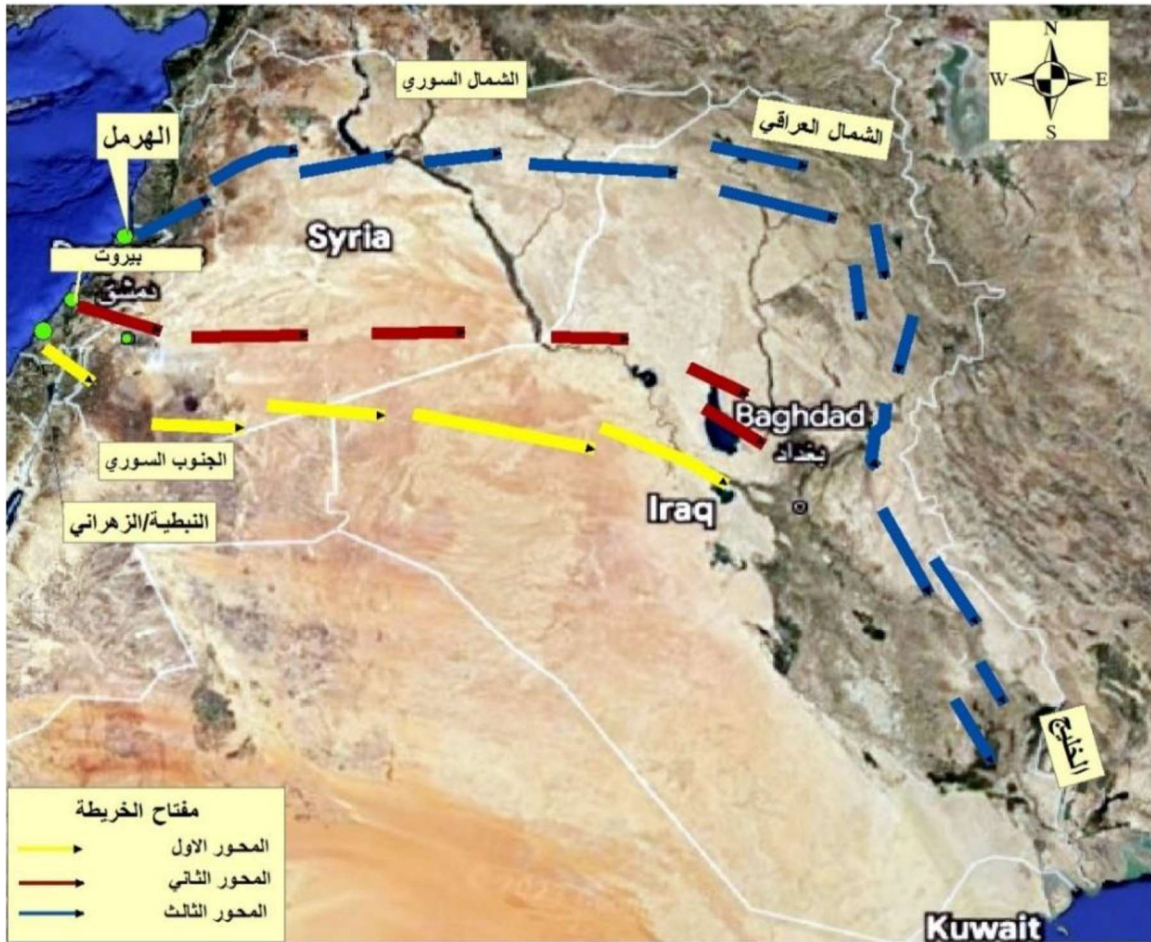 N
W E
S
الشمال السوري
الشمال العراقي
الهرمل
Syria
بيروت
دمشق
Baghdad
بغداد
الجنوب السوري
Iraq
النبطية/الزهراني
الخليج
مفتاح الخريطة
المحور الاول
المحور الثاني
المحور الثالث
Kuwait